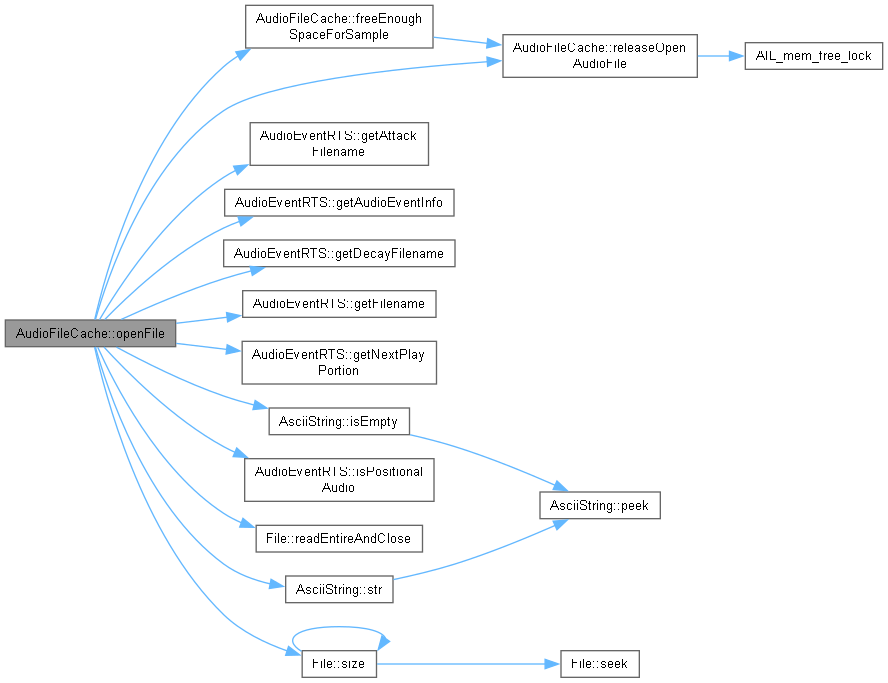 AudioFileCache::freeEnough
SpaceForSample
AudioFileCache::releaseOpen
AudioFile
AIL_mem_free_lock
AudioEventRTS::getAttack
Filename
AudioEventRTS::getAudioEventInfo
AudioEventRTS::getDecayFilename
AudioEventRTS::getFilename
AudioFileCache::openFile
AudioEventRTS::getNextPlay
Portion
AsciiString::isEmpty
AudioEventRTS::isPositional
Audio
AsciiString::peek
File::readEntireAndClose
AsciiString::str
File::size
File::seek